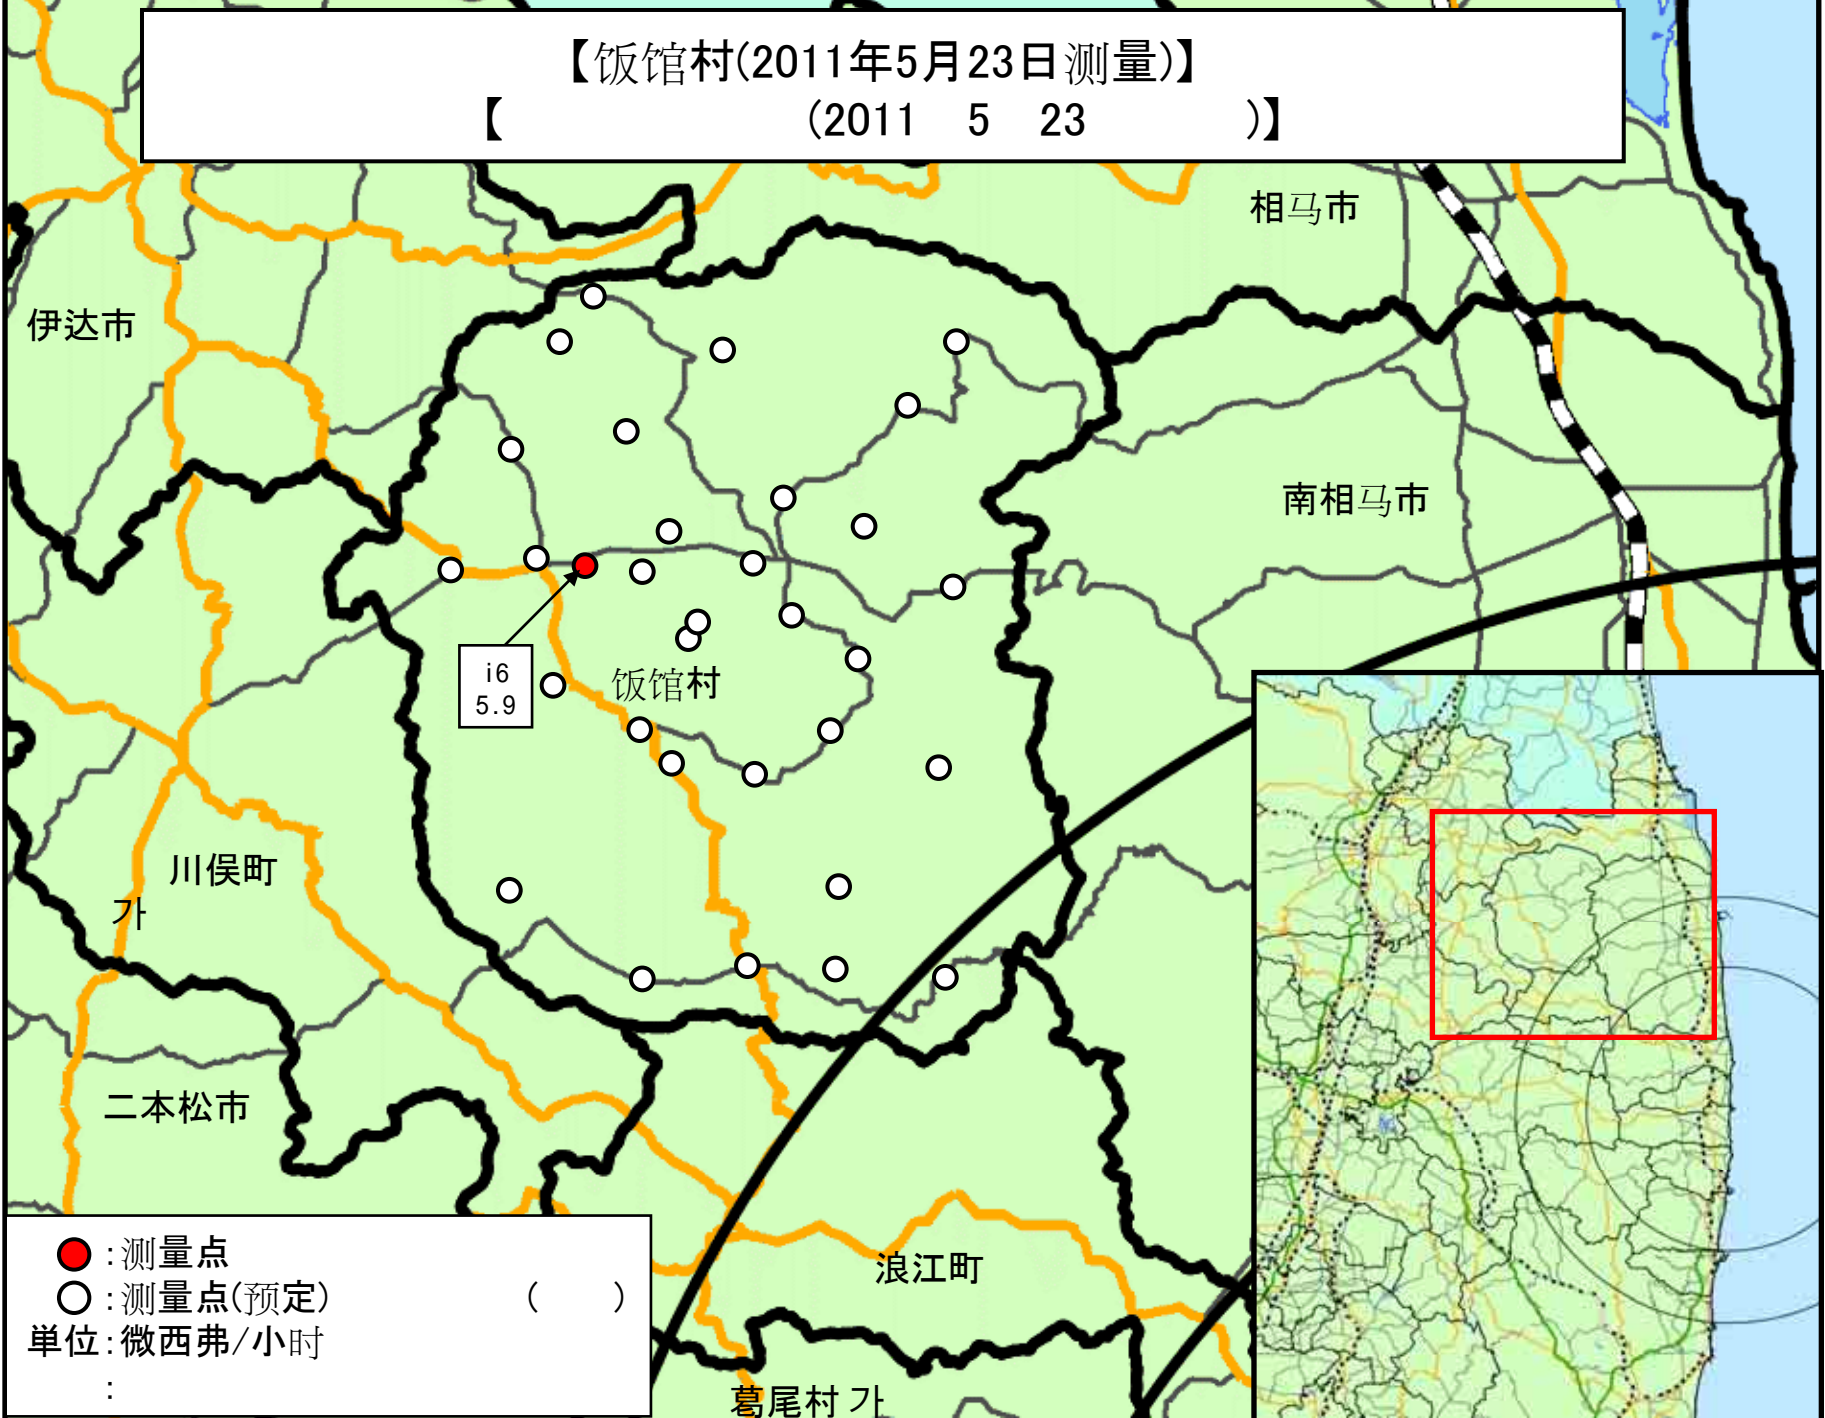 【饭馆村(2011年5月23日测量)】
【 (2011 5 23 )】
相马市
伊达市
南相马市
i6
5.9
饭馆村
川俣町
가
二本松市
浪江町
葛尾村 가
:测量点
:测量点(预定) ( )
単位:微西弗/小时
: